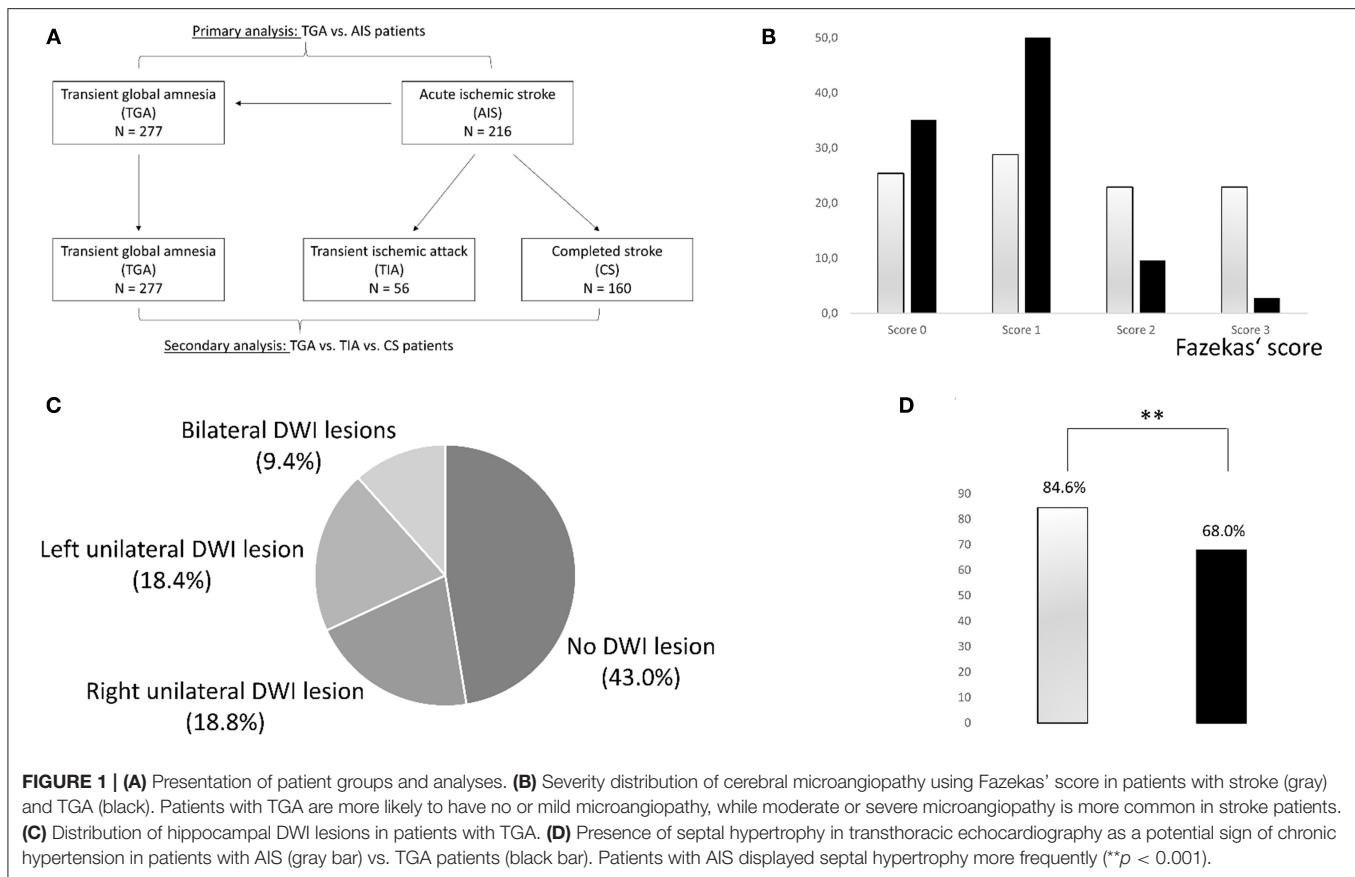 A
Primary analysis: TGA vs. AIS patients
Transient global amnesia
(TGA)
N = 277
Acute ischemic stroke
(AIS)
N = 216
Transient global amnesia
(TGA)
N = 277
Transient ischemic attack
(TIA)
N = 56
Completed stroke
(CS)
N = 160
Secondary analysis: TGA vs. TIA vs. CS patients
B
50,0
40,0
30,0
20,0
10,0
0,0
Score 0
Score 1
Score 2
Score 3
Fazekas‘ score
C
Bilateral DWI lesions
(9.4%)
Left unilateral DWI lesion
(18.4%)
Right unilateral DWI lesion
(18.8%)
No DWI lesion
(43.0%)
D
**
90
80
70
60
50
40
30
20
10
0
84.6%
68.0%
FIGURE 1 | (A) Presentation of patient groups and analyses. (B) Severity distribution of cerebral microangiopathy using Fazekas’ score in patients with stroke (gray)
and TGA (black). Patients with TGA are more likely to have no or mild microangiopathy, while moderate or severe microangiopathy is more common in stroke patients.
(C) Distribution of hippocampal DWI lesions in patients with TGA. (D) Presence of septal hypertrophy in transthoracic echocardiography as a potential sign of chronic
hypertension in patients with AIS (gray bar) vs. TGA patients (black bar). Patients with AIS displayed septal hypertrophy more frequently (**p < 0.001).